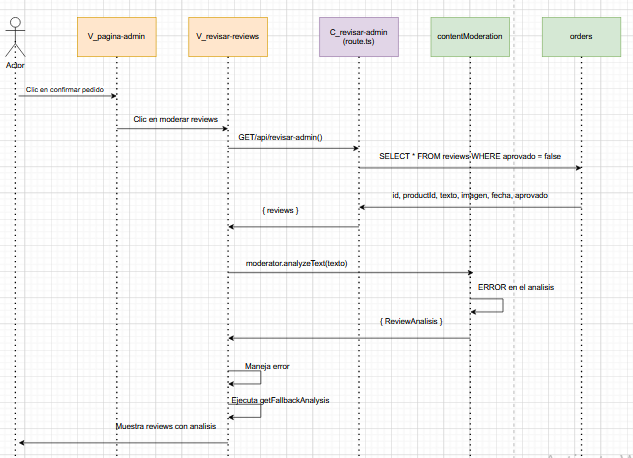 V_pagina-admin
V_revisar-reviews
C_revisar-admin
(route.ts)
contentModeration
orders
Actor
Clic en confirmar pedido
Clic en moderar reviews
GET/api/revisar-admin()
SELECT * FROM reviews WHERE aprovado = false
id, productId, texto, imagen, fecha, aprovado
{ reviews }
moderator.analyzeText(texto)
ERROR en el analisis
{ ReviewAnalisis }
Maneja error
Ejecuta getFallbackAnalysis
Muestra reviews con analisis